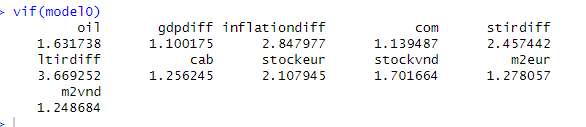 > vif(model0)
oil gdpdiff inflationdiff com stirdiff
1.631738 1.100175 2.847977 1.139487 2.457442
ltirdiff cab stockeur stockvnd m2eur
3.669252 1.256245 2.107945 1.701664 1.278057
m2vnd
1.248684
>